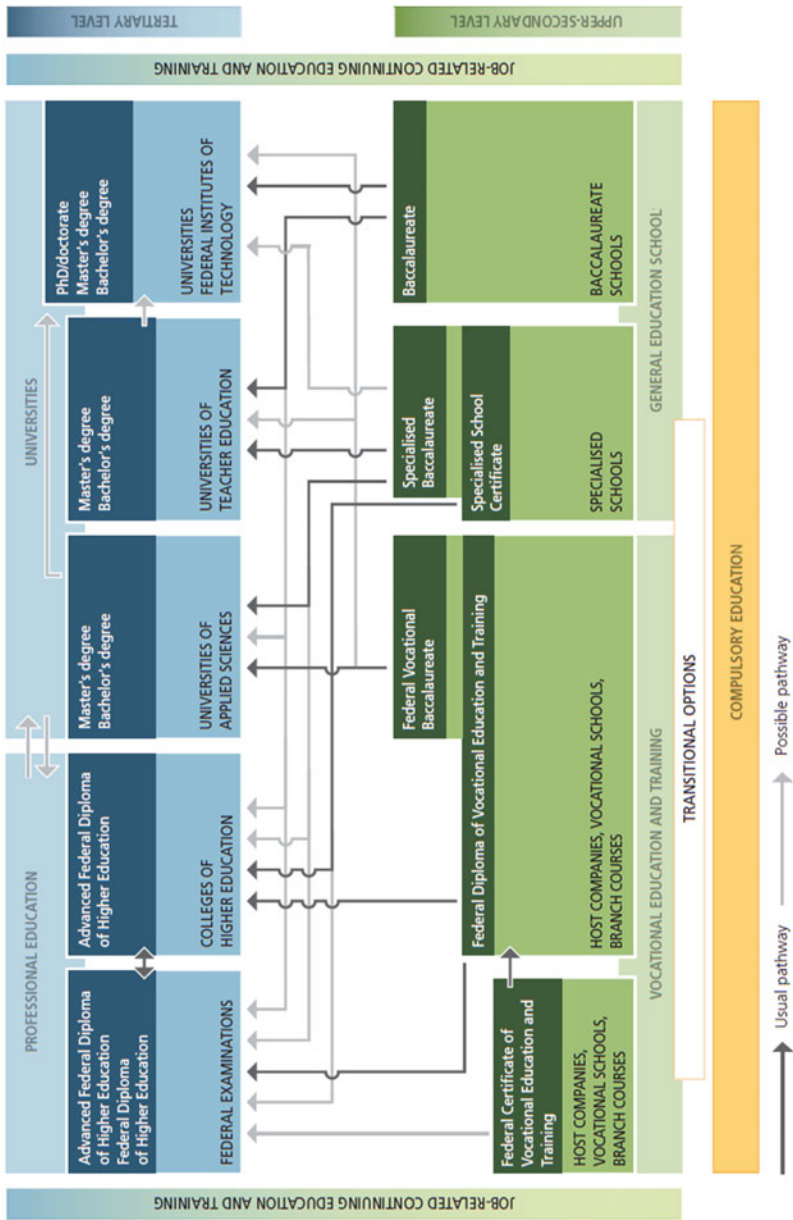 JOB-RELATED CONTINUING EDUCATION AND TRAINING
PROFESSIONAL EDUCATION
UNIVERSITIES
TERTIARY LEVEL
Advanced Federal Diploma
of Higher Education
Federal Diploma
of Higher Education
FEDERAL EXAMINATIONS
Advanced Federal Diploma
of Higher Education
COLLEGES OF
HIGHER EDUCATION
Master's degree
Bachelor's degree
UNIVERSITIES OF
APPLIED SCIENCES
Master's degree
Bachelor's degree
UNIVERSITIES OF
TEACHER EDUCATION
PhD/doctorate
Master's degree
Bachelor's degree
UNIVERSITIES
FEDERAL INSTITUTES OF
TECHNOLOGY
JOB-RELATED CONTINUING EDUCATION AND TRAINING
UPPER-SECONDARY LEVEL
Federal Certificate of
Vocational Education and
Training
HOST COMPANIES,
VOCATIONAL SCHOOLS,
BRANCH COURSES
Federal Vocational
Baccalaureate
Federal Diploma of Vocational Education and Training
HOST COMPANIES, VOCATIONAL SCHOOLS,
BRANCH COURSES
Specialised
Baccalaureate
Specialised School
Certificate
SPECIALISED
SCHOOLS
Baccalaureate
BACCALAUREATE
SCHOOLS
VOCATIONAL EDUCATION AND TRAINING
GENERAL EDUCATION SCHOOL
TRANSITIONAL OPTIONS
COMPULSORY EDUCATION
Usual pathway
Possible pathway